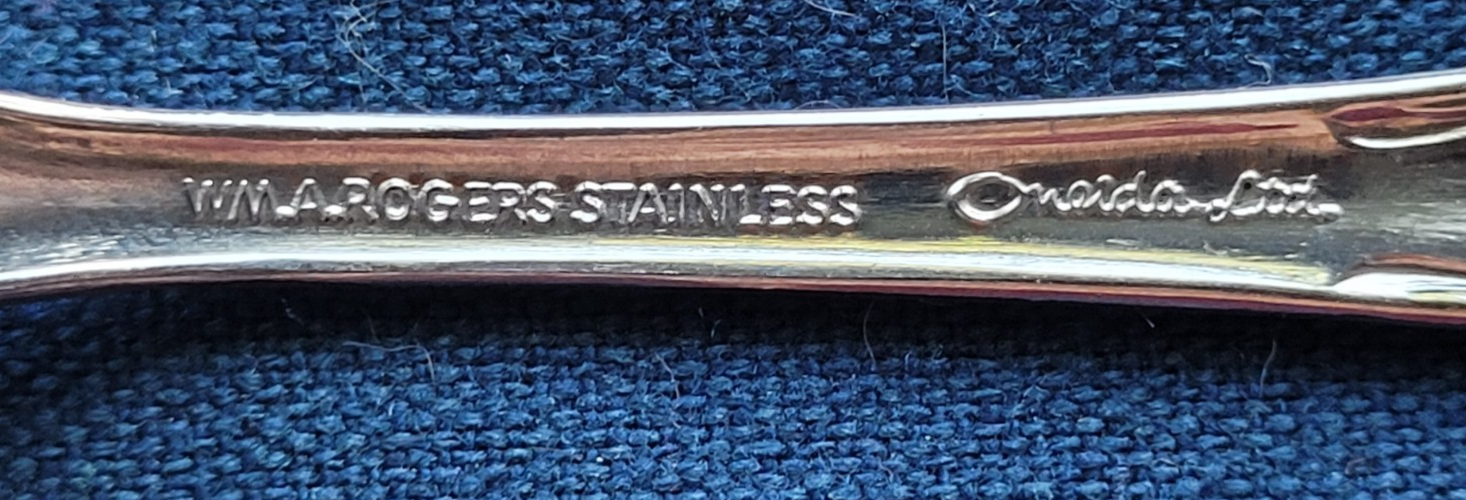 WM.A.ROGERS STAINLESS Oneida Ltd.